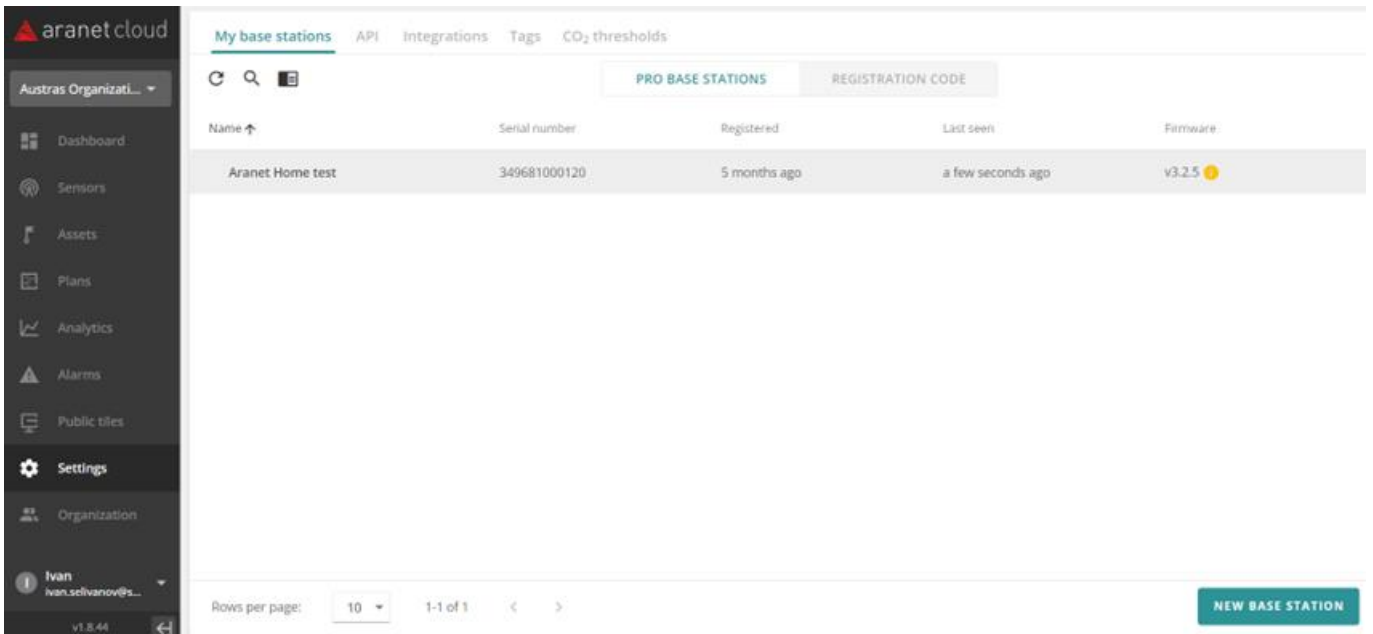 aranet cloud
Austras Organizati...
Dashboard
Sensors
Assets
Plans
Analytics
Alarms
Public tiles
Settings
Organization
Ivan
ivan.selivanov@s...
v1.8.44
My base stations API Integrations Tags CO₂ thresholds
PRO BASE STATIONS REGISTRATION CODE
Name Serial number Registered Last seen Firmware
Aranet Home test 349681000120 5 months ago a few seconds ago v3.2.5
Rows per page: 10 1-1 of 1
NEW BASE STATION